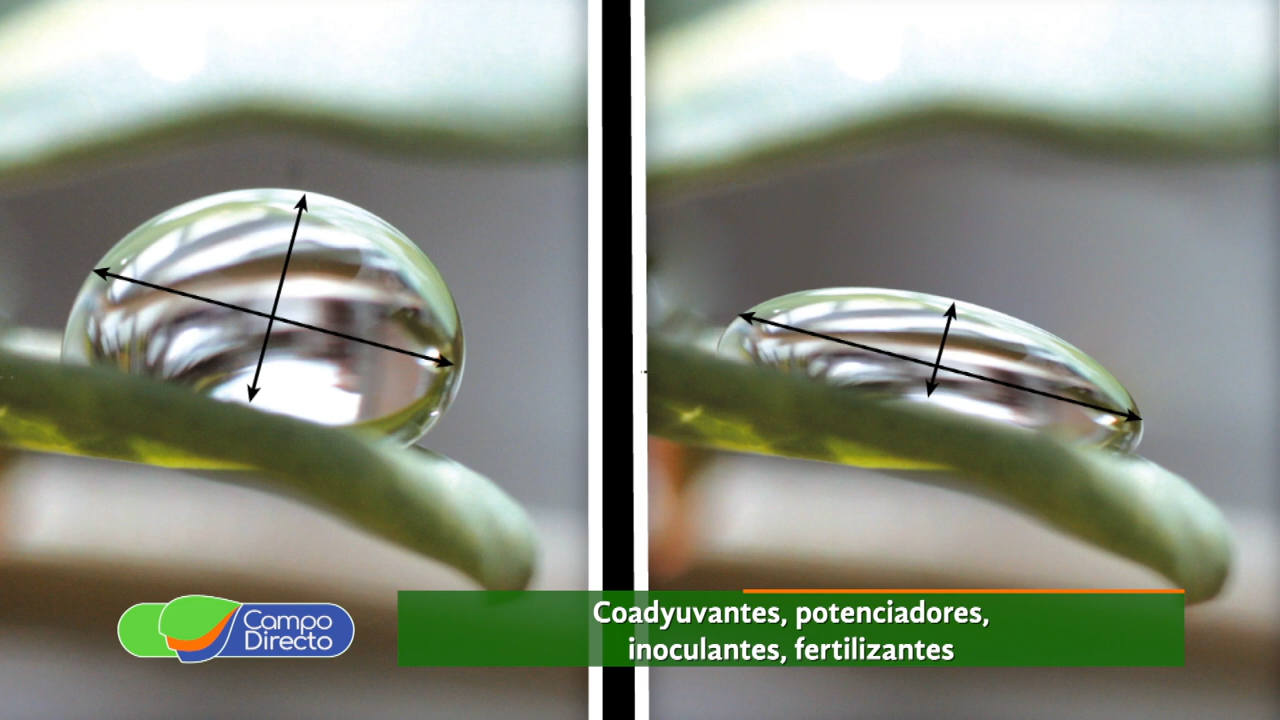 Campo
Directo
Coadyuvantes, potenciadores,
inoculantes, fertilizantes